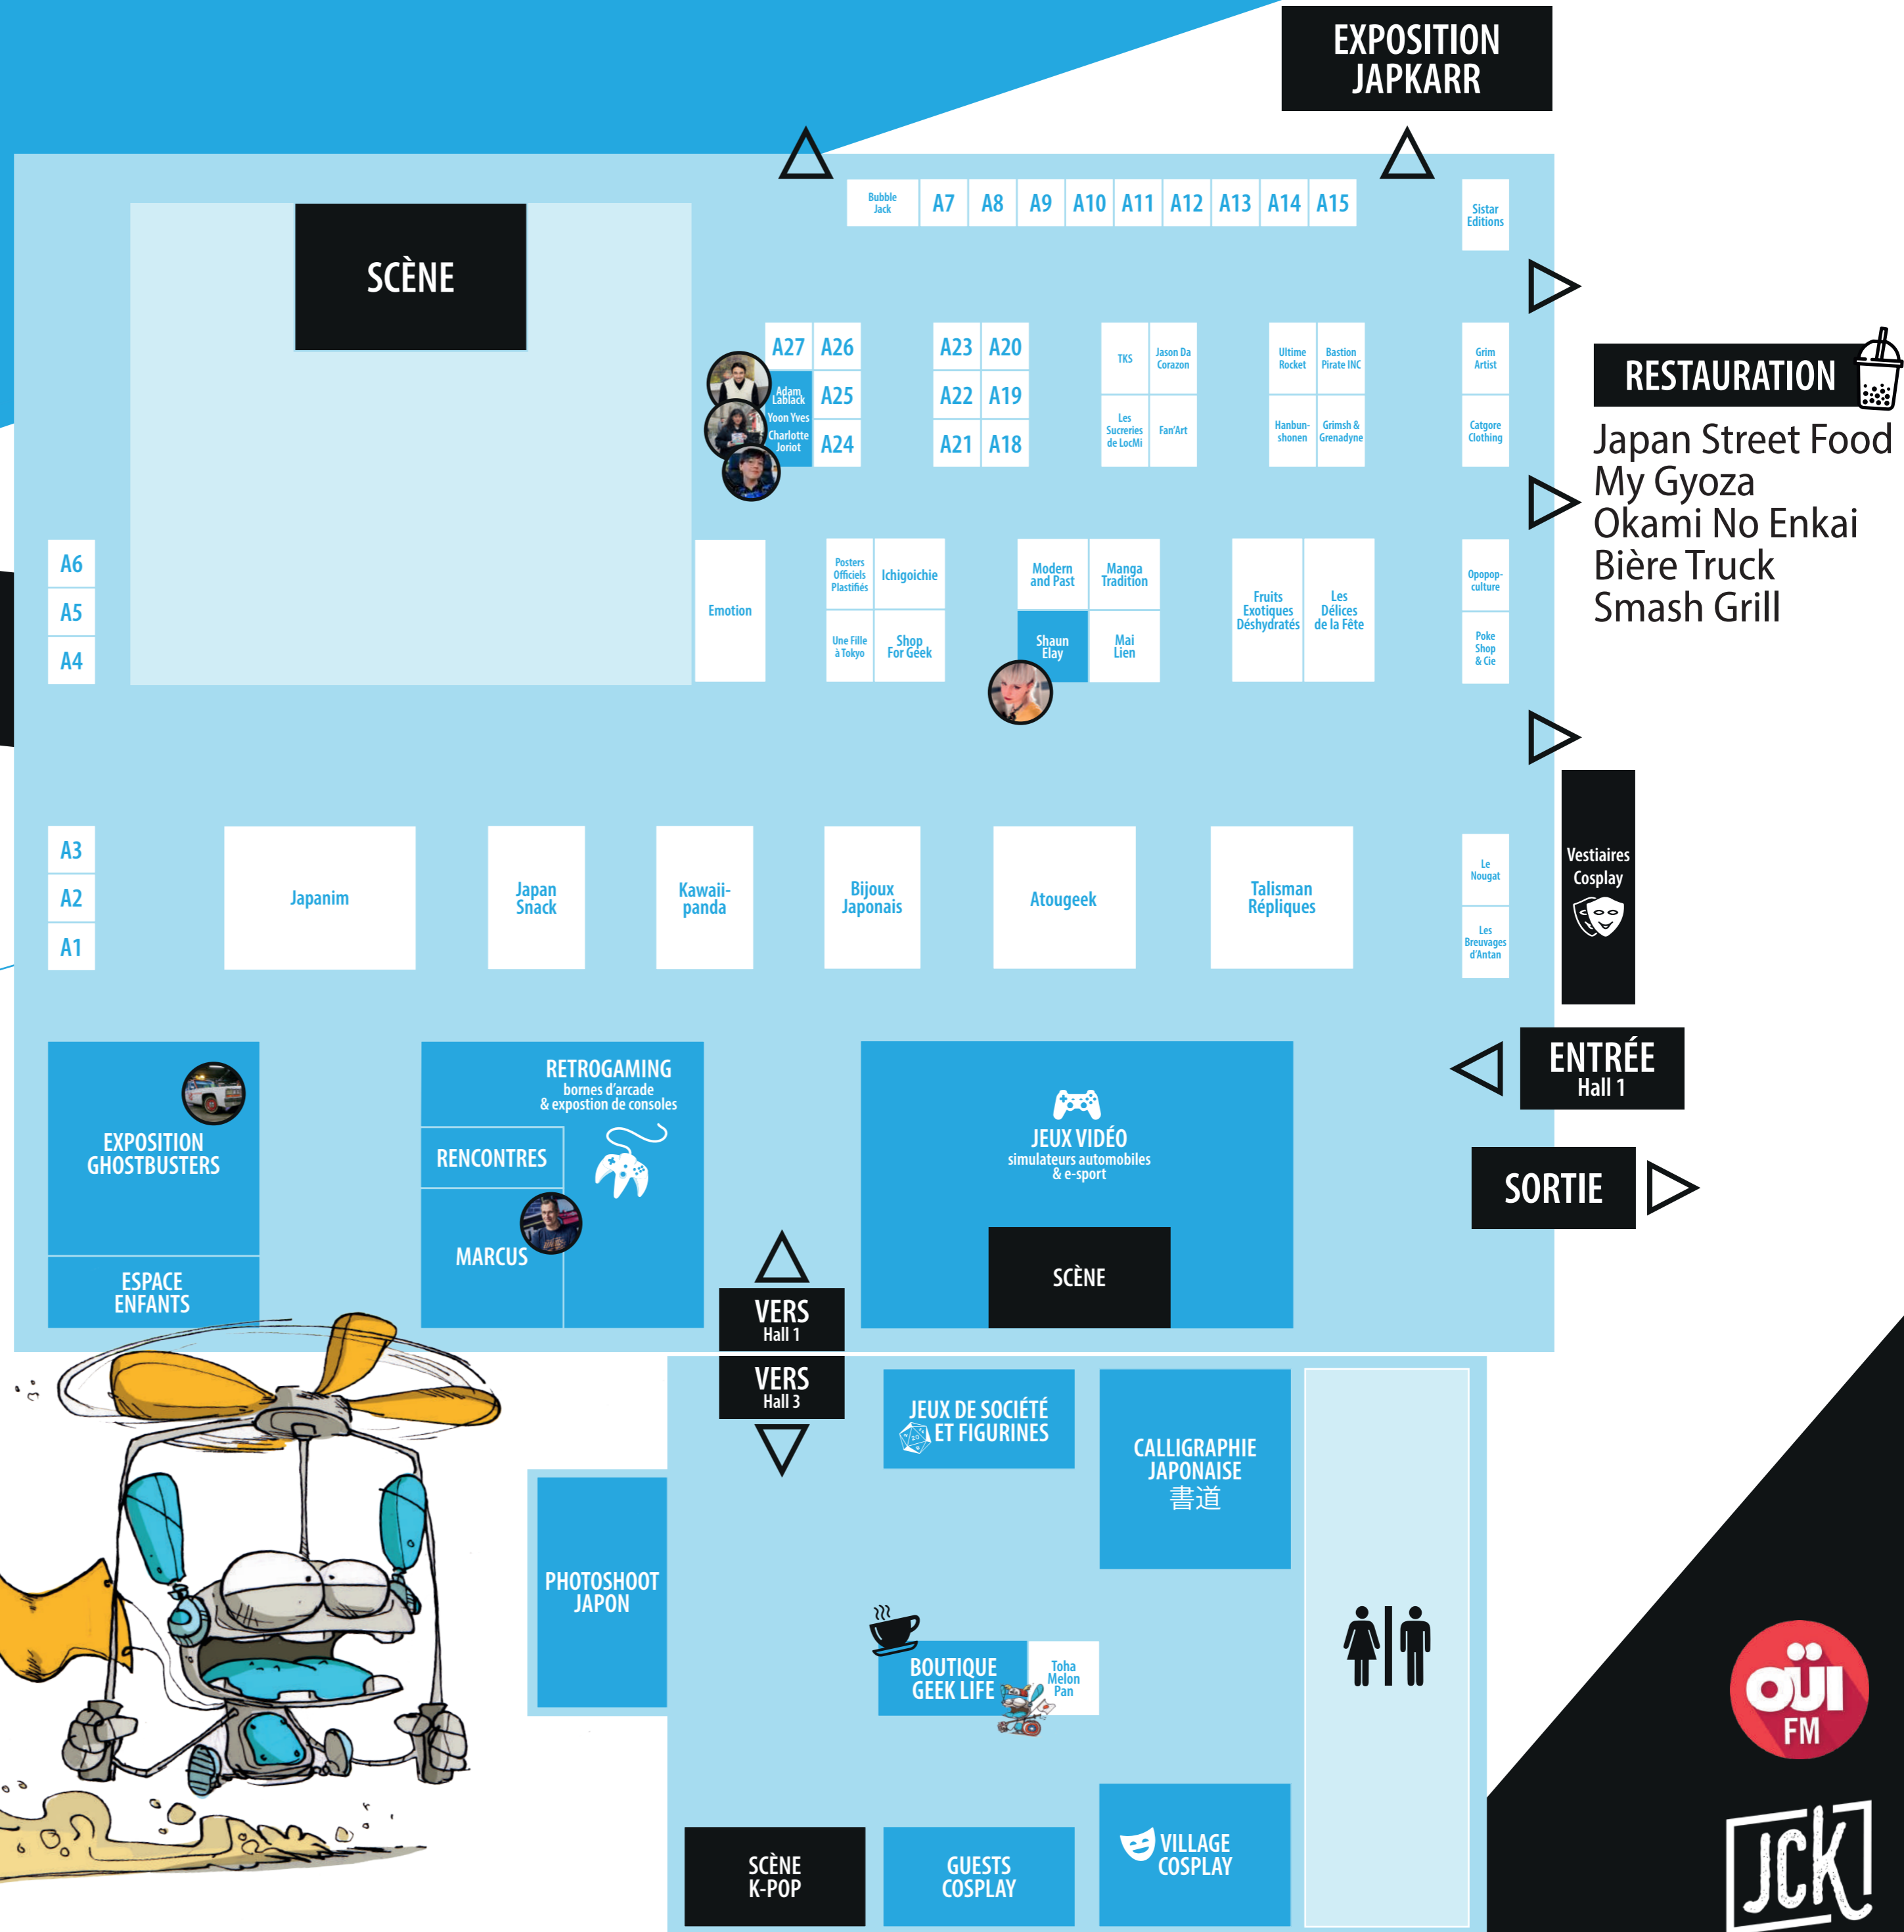 EXPOSITION
JAPKARR
Bubble
Jack
A7
A8
A9
A10
A11
A12
A13
A14
A15
Sistar
Editions
SCÈNE
A27
A26
Adam
Lablack
Yoon Yves
Charlotte
Joriot
A25
A24
A23
A20
A22
A19
A21
A18
TKS
Jason Da
Corazon
Les
Sucreries
de LocMi
Fan'Art
Ultime
Rocket
Bastion
Pirate INC
Hanbun-
shonen
Grimsh &
Grenadyne
Grim
Artist
Catgore
Clothing
RESTAURATION
Japan Street Food
My Gyoza
Okami No Enkai
Bière Truck
Smash Grill
A6
A5
A4
Emotion
Posters
Officiels
Plastifiés
Ichigoichie
Une Fille
à Tokyo
Shop
For Geek
Modern
and Past
Manga
Tradition
Shaun
Elay
Mai
Lien
Fruits
Exotiques
Déshydratés
Les
Délices
de la Fête
Opopop-
culture
Poke
Shop
& Cie
A3
A2
A1
Japanim
Japan
Snack
Kawaii-
panda
Bijoux
Japonais
Atougeek
Talisman
Répliques
Le
Nougat
Les
Breuvages
d'Antan
Vestiaires
Cosplay
ENTRÉE
Hall 1
SORTIE
EXPOSITION
GHOSTBUSTERS
ESPACE
ENFANTS
RETROGAMING
bornes d'arcade
& expostion de consoles
RENCONTRES
MARCUS
JEUX VIDÉO
simulateurs automobiles
& e-sport
SCÈNE
VERS
Hall 1
VERS
Hall 3
JEUX DE SOCIÉTÉ
ET FIGURINES
CALLIGRAPHIE
JAPONAISE
書道
PHOTOSHOOT
JAPON
BOUTIQUE
GEEK LIFE
Toha
Melon
Pan
SCÈNE
K-POP
GUESTS
COSPLAY
VILLAGE
COSPLAY
OÜI
FM
JCK